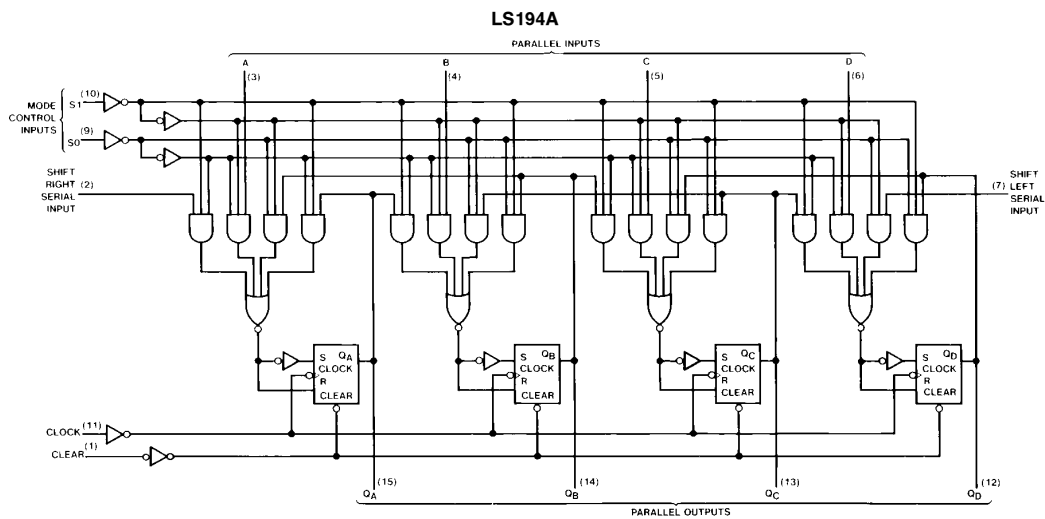 LS194A
PARALLEL INPUTS
A B C D
(3) (4) (5) (6)
(10)
MODE S1
CONTROL
INPUTS (9)
S0
SHIFT
RIGHT (2)
SERIAL
INPUT
SHIFT
(7) LEFT
SERIAL
INPUT
S QA S QB S QC S QD
CLOCK CLOCK CLOCK CLOCK
R R R R
CLEAR CLEAR CLEAR CLEAR
CLOCK (11)
CLEAR (1)
(15) (14) (13) (12)
QA QB QC QD
PARALLEL OUTPUTS